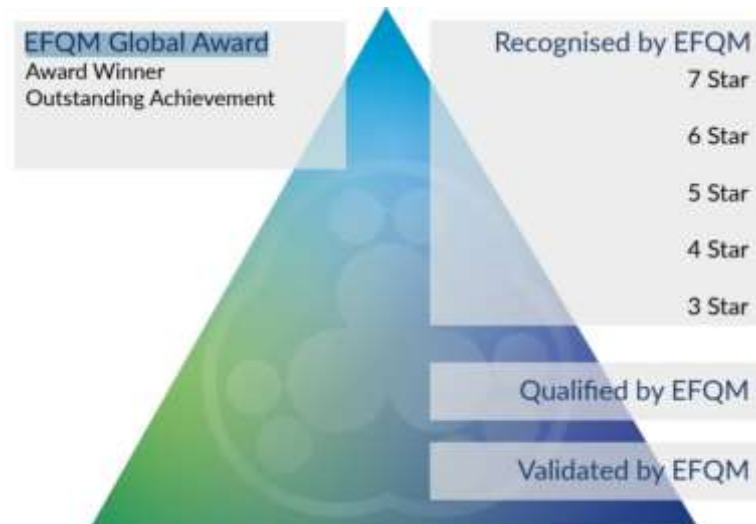 EFQM Global Award
Award Winner
Outstanding Achievement
Recognised by EFQM
7 Star
6 Star
5 Star
4 Star
3 Star
Qualified by EFQM
Validated by EFQM